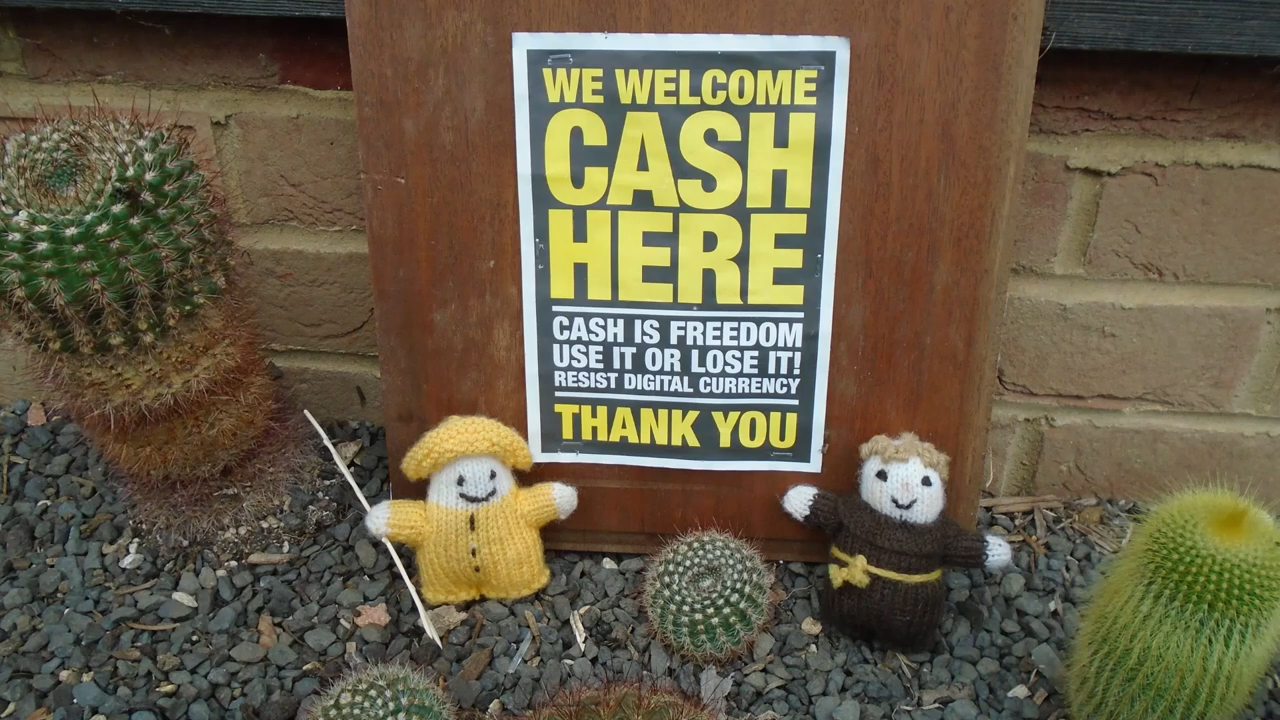 WE WELCOME
CASH
HERE
CASH IS FREEDOM
USE IT OR LOSE IT!
RESIST DIGITAL CURRENCY
THANK YOU